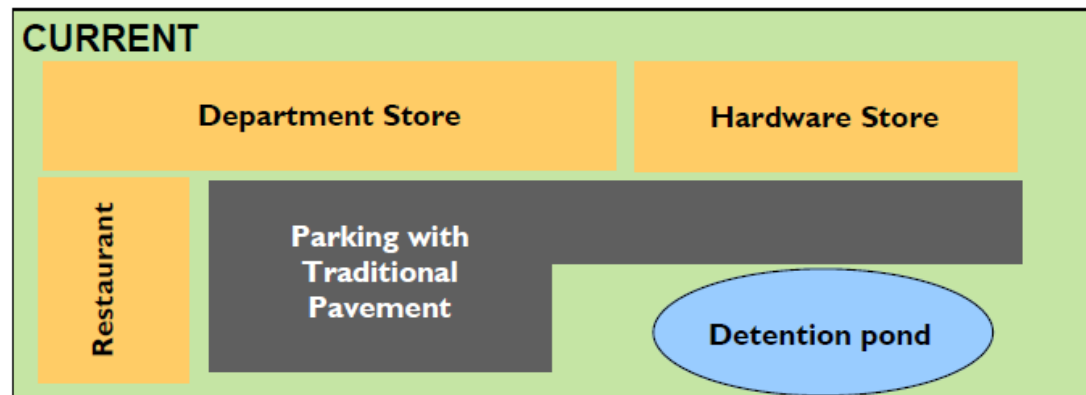 CURRENT
Department Store
Hardware Store
Restaurant
Parking with
Traditional
Pavement
Detention pond